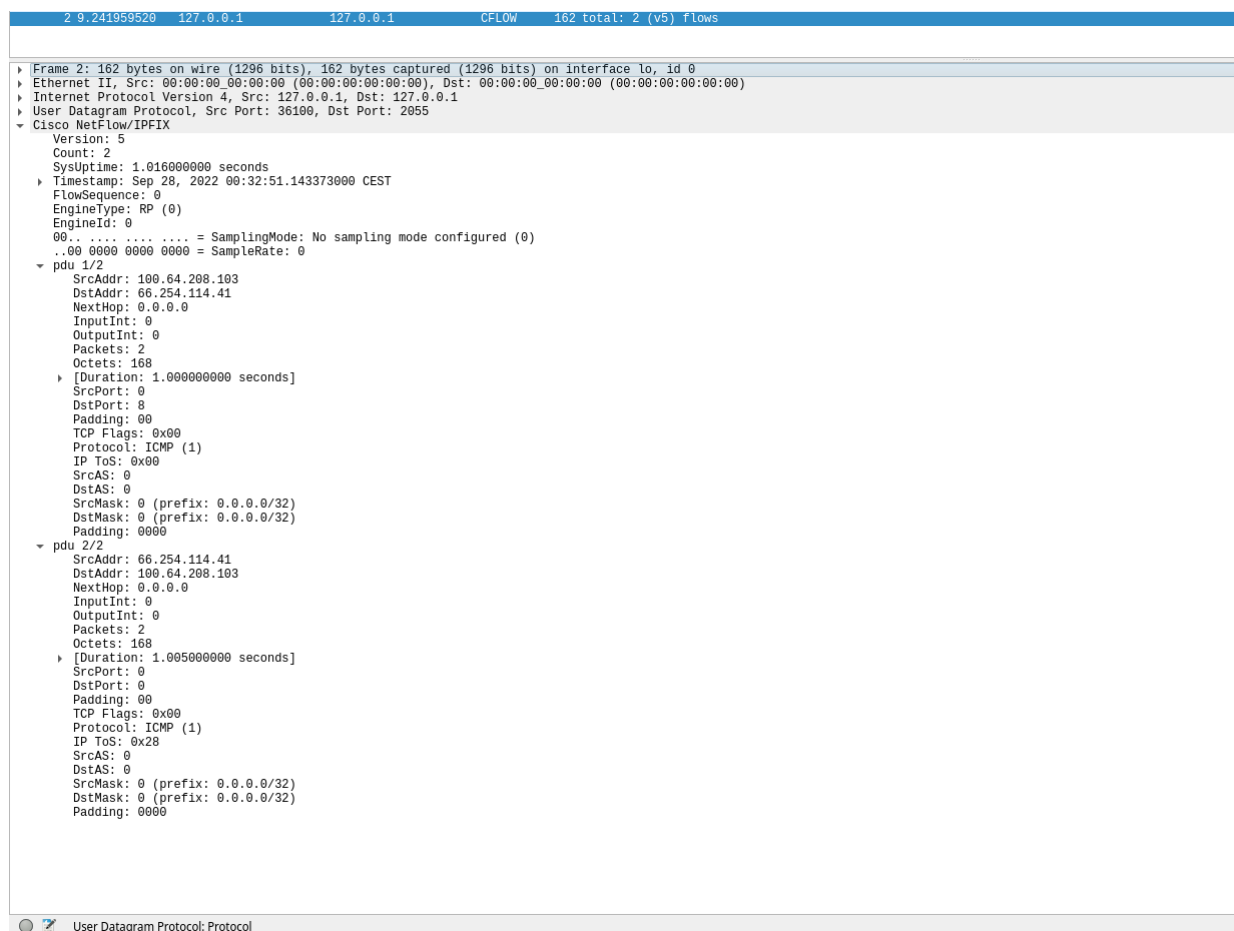 2 9.241959520 127.0.0.1 127.0.0.1 CFLOW 162 total: 2 (v5) flows
Frame 2: 162 bytes on wire (1296 bits), 162 bytes captured (1296 bits) on interface lo, id 0
Ethernet II, Src: 00:00:00_00:00:00 (00:00:00:00:00:00), Dst: 00:00:00_00:00:00 (00:00:00:00:00:00)
Internet Protocol Version 4, Src: 127.0.0.1, Dst: 127.0.0.1
User Datagram Protocol, Src Port: 36100, Dst Port: 2055
Cisco NetFlow/IPFIX
Version: 5
Count: 2
SysUptime: 1.016000000 seconds
Timestamp: Sep 28, 2022 00:32:51.143373000 CEST
FlowSequence: 0
EngineType: RP (0)
EngineId: 0
00.. .... .... .... = SamplingMode: No sampling mode configured (0)
..00 0000 0000 0000 = SampleRate: 0
pdu 1/2
SrcAddr: 100.64.208.103
DstAddr: 66.254.114.41
NextHop: 0.0.0.0
InputInt: 0
OutputInt: 0
Packets: 2
Octets: 168
[Duration: 1.000000000 seconds]
SrcPort: 0
DstPort: 8
Padding: 00
TCP Flags: 0x00
Protocol: ICMP (1)
IP ToS: 0x00
SrcAS: 0
DstAS: 0
SrcMask: 0 (prefix: 0.0.0.0/32)
DstMask: 0 (prefix: 0.0.0.0/32)
Padding: 0000
pdu 2/2
SrcAddr: 66.254.114.41
DstAddr: 100.64.208.103
NextHop: 0.0.0.0
InputInt: 0
OutputInt: 0
Packets: 2
Octets: 168
[Duration: 1.005000000 seconds]
SrcPort: 0
DstPort: 0
Padding: 00
TCP Flags: 0x00
Protocol: ICMP (1)
IP ToS: 0x28
SrcAS: 0
DstAS: 0
SrcMask: 0 (prefix: 0.0.0.0/32)
DstMask: 0 (prefix: 0.0.0.0/32)
Padding: 0000
User Datagram Protocol: Protocol